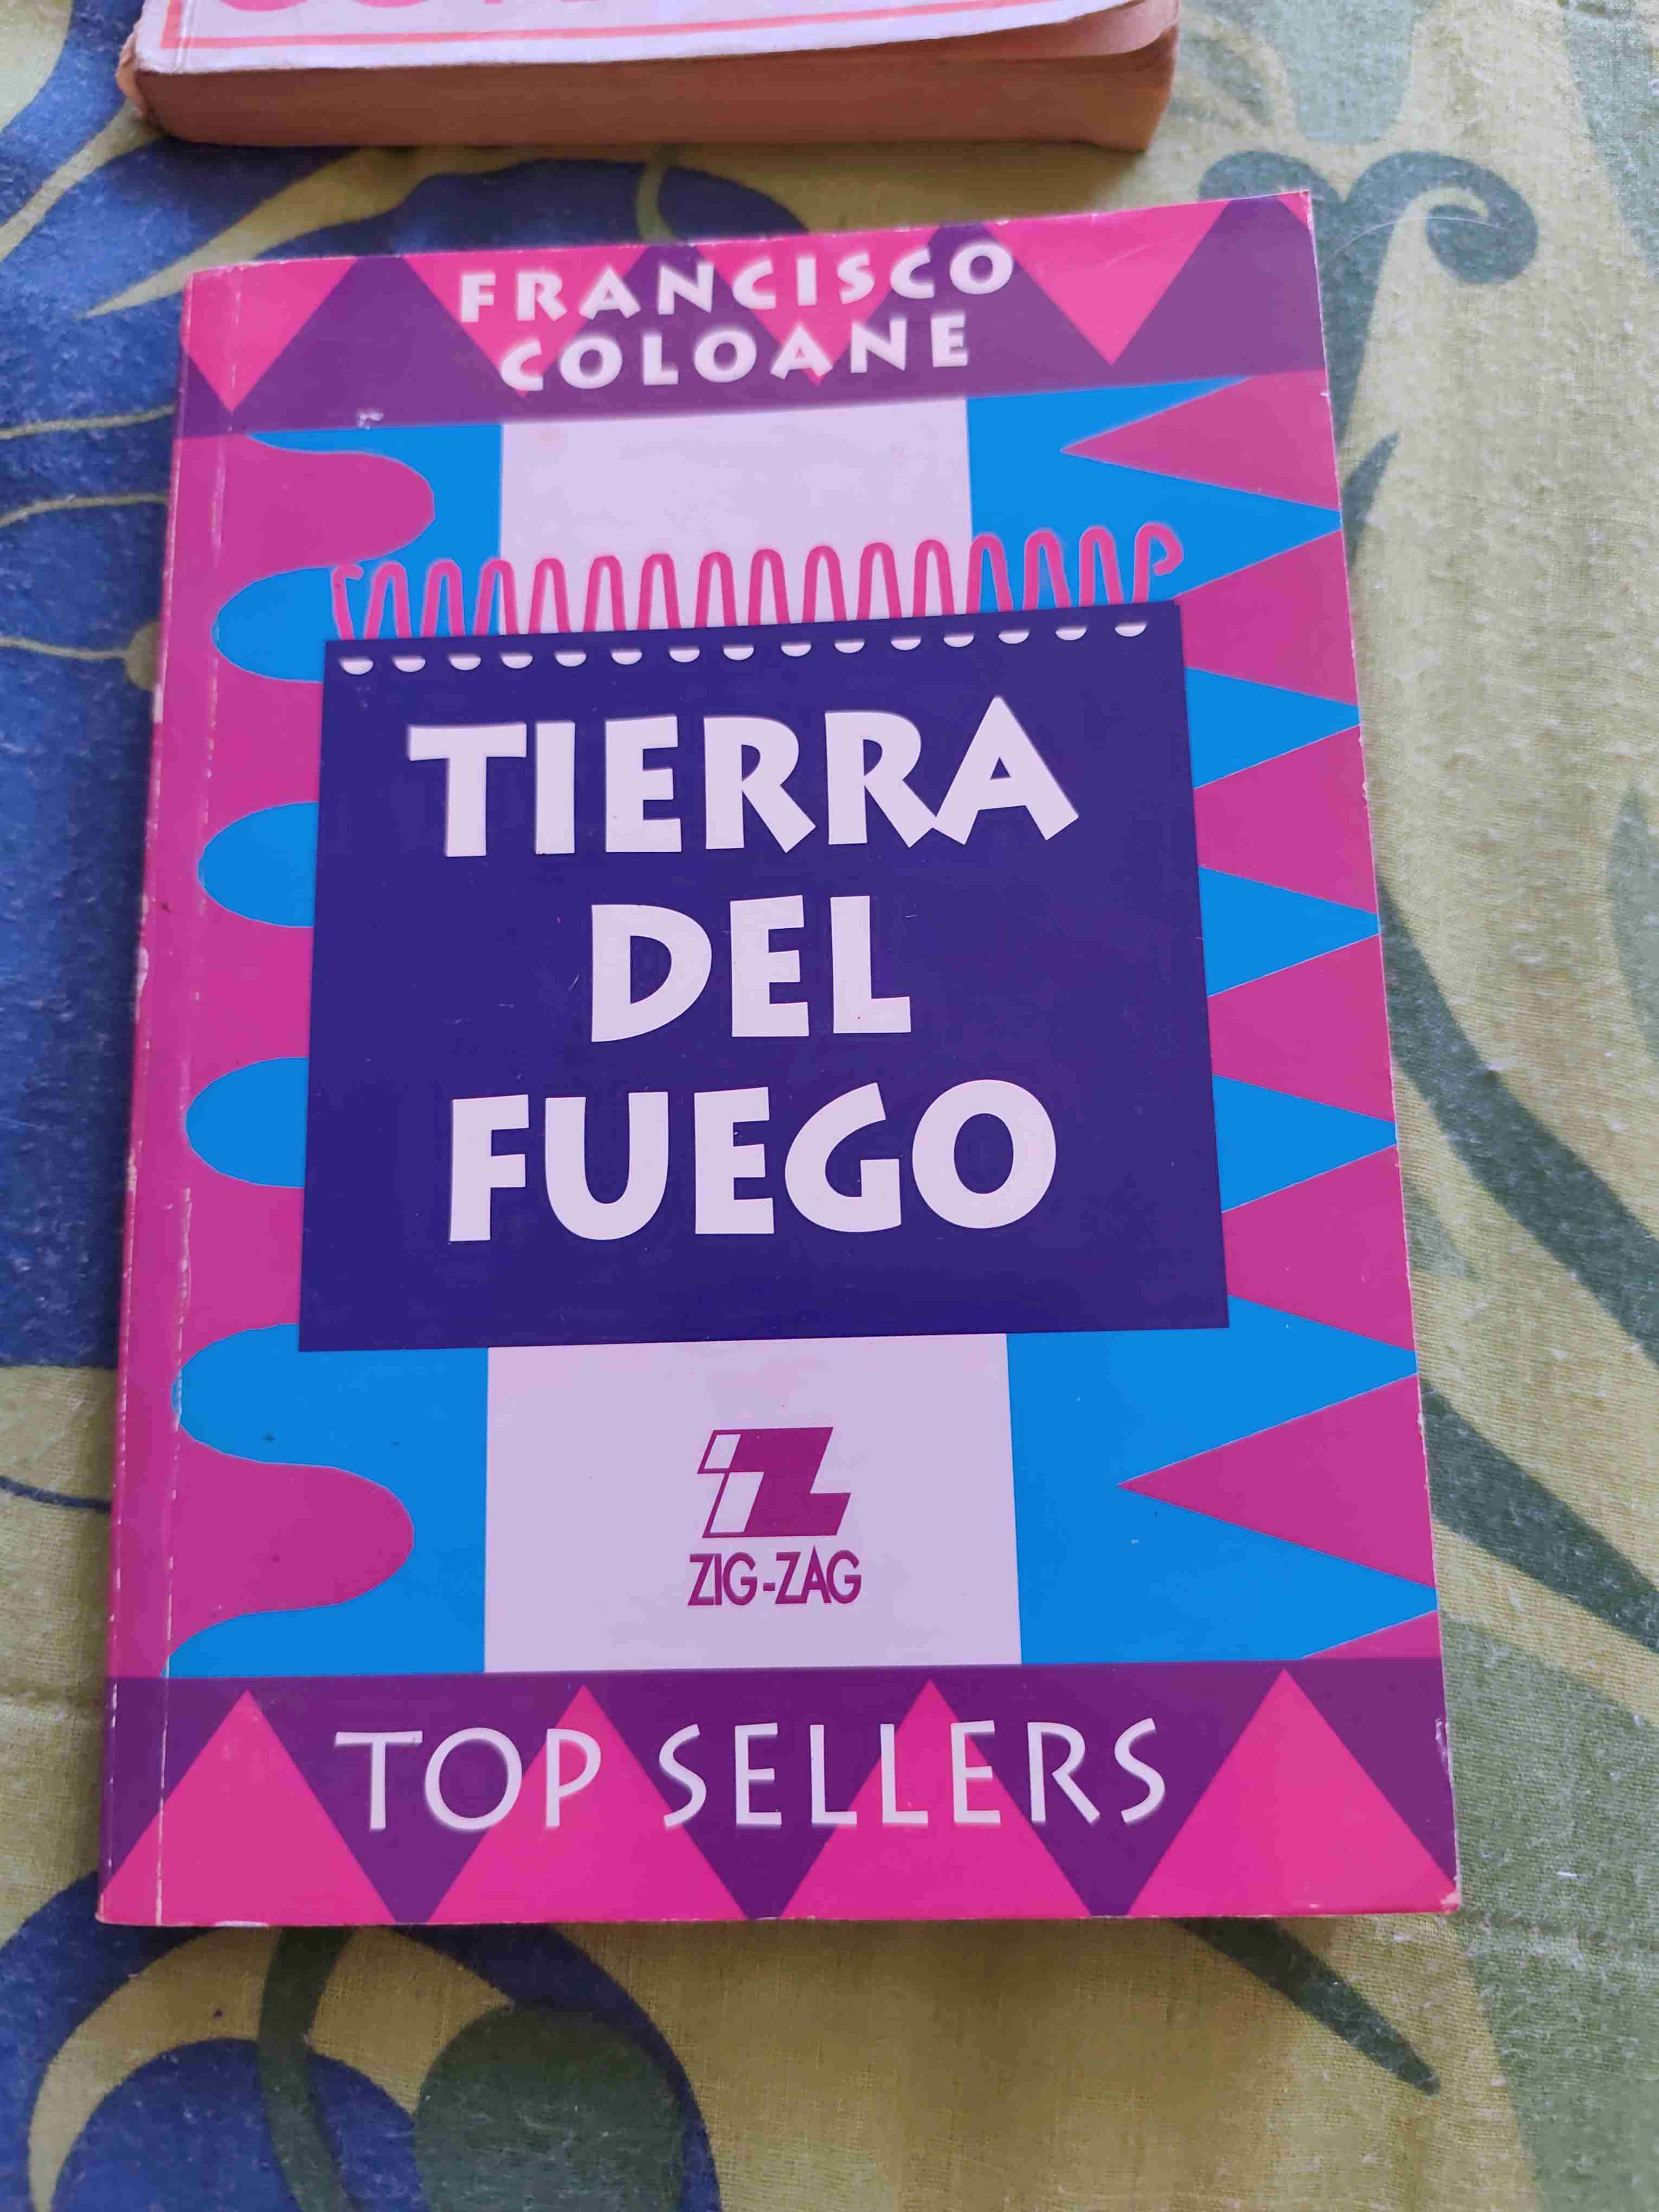 FRANCISCO
COLOANE
TIERRA
DEL
FUEGO
ZIG-ZAG
TOP SELLERS